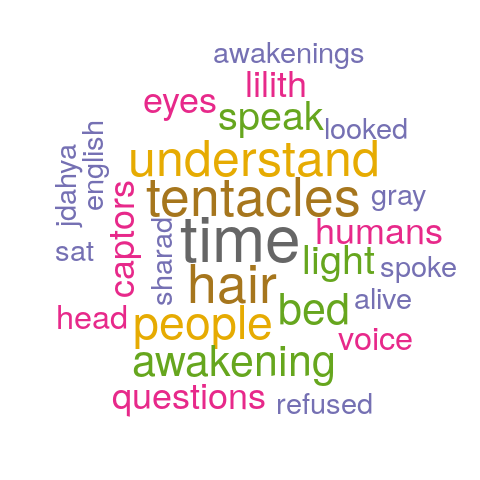 awakenings
lilith
eyes
speak
looked
understand
jdahya
english
tentacles
gray
captors
sharad
time
humans
sat
light
spoke
hair
bed
alive
head
people
voice
awakening
questions
refused